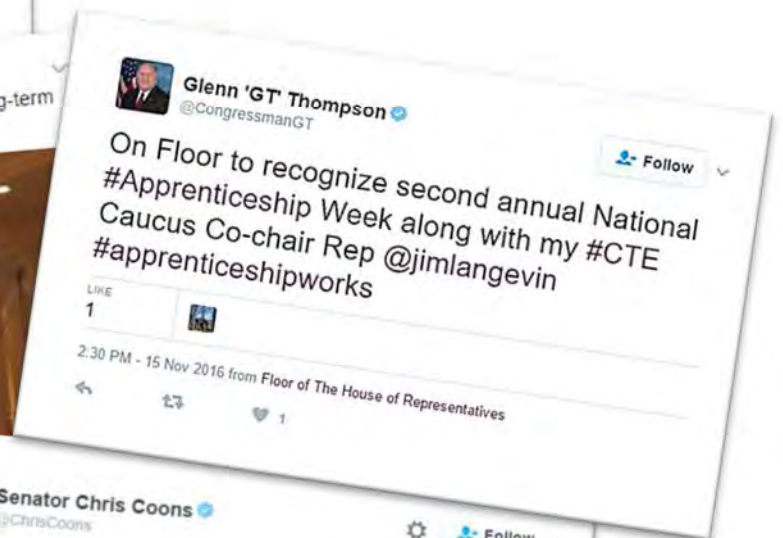 g-term
Glenn 'GT' Thompson
@CongressmanGT
Follow
On Floor to recognize second annual National
#Apprenticeship Week along with my #CTE
Caucus Co-chair Rep @jimlangevin
#apprenticeshipworks
LIKE
1
2:30 PM - 15 Nov 2016 from Floor of The House of Representatives
1
Senator Chris Coons
@ChrisCoons
Follow